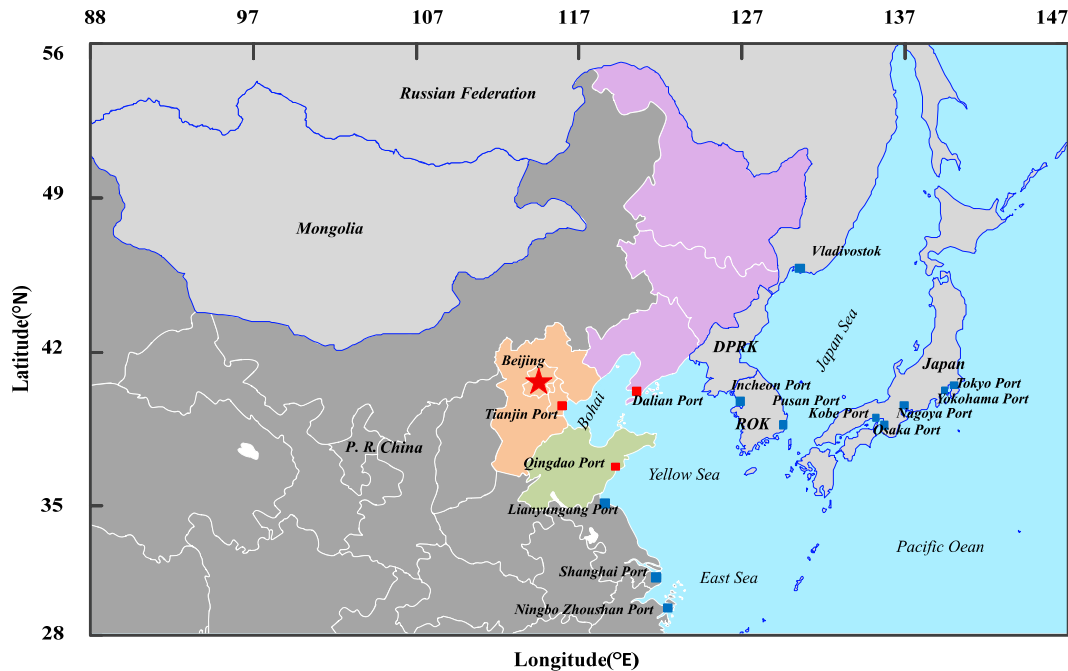 88 97 107 117 127 137 147
56
Russian Federation
49
Mongolia
Vladivostok
Japan Sea
42
DPRK
Beijing
Japan
Incheon Port
Tokyo Port
Dalian Port
Pusan Port
Yokohama Port
Tianjin Port
Bohai
Kobe Port
Nagoya Port
ROK
Osaka Port
P. R. China
Qingdao Port
Yellow Sea
35
Lianyungang Port
Pacific Oean
Shanghai Port
East Sea
Ningbo Zhoushan Port
28
Latitude(°N)
Longitude(°E)